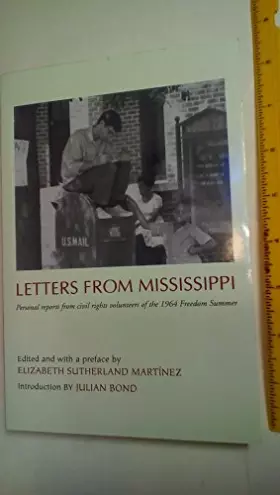 U.S. MAIL
LETTERS FROM MISSISSIPPI
Personal reports from civil rights volunteers of the 1964 Freedom Summer
Edited and with a preface by
ELIZABETH SUTHERLAND MARTÍNEZ
Introduction BY JULIAN BOND